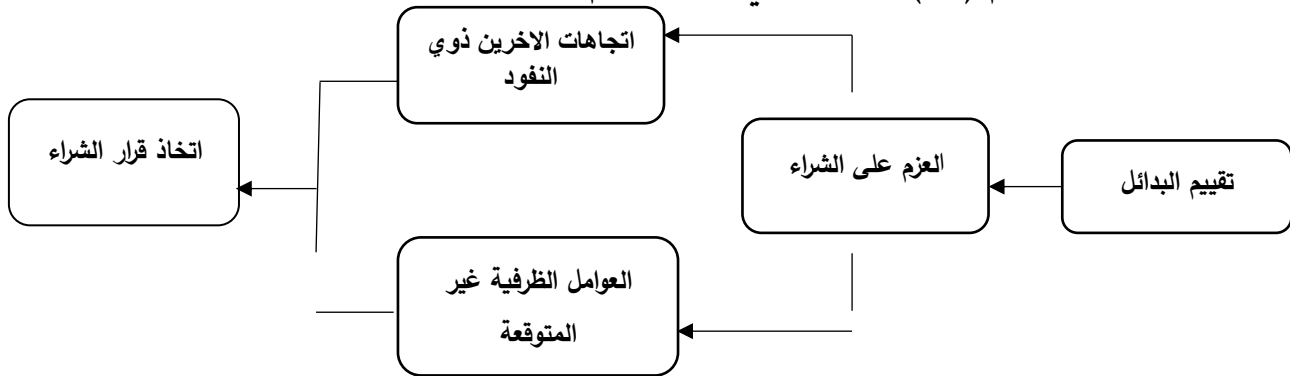 تقييم البدائل
العزم على الشراء
اتجاهات الاخرين ذوي
النفود
العوامل الظرفية غير
المتوقعة
اتخاذ قرار الشراء